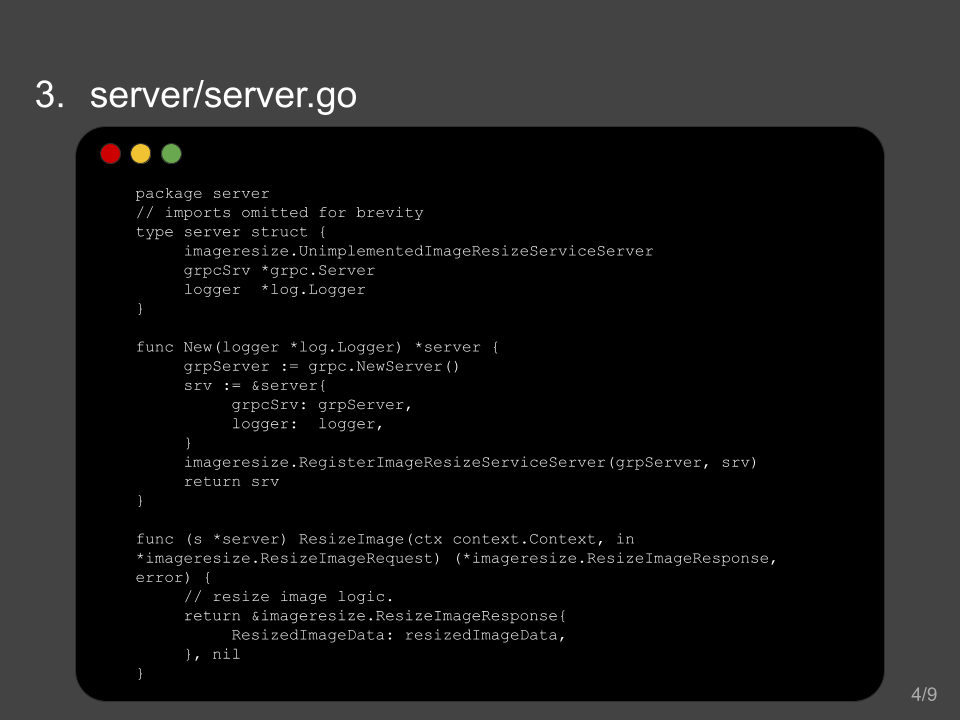 3. server/server.go
package server
// imports omitted for brevity
type server struct {
     imageresize.UnimplementedImageResizeServiceServer
     grpcSrv *grpc.Server
     logger  *log.Logger
}

func New(logger *log.Logger) *server {
     grpServer := grpc.NewServer()
     srv := &server{
          grpcSrv: grpServer,
          logger:  logger,
     }
     imageresize.RegisterImageResizeServiceServer(grpServer, srv)
     return srv
}

func (s *server) ResizeImage(ctx context.Context, in
*imageresize.ResizeImageRequest) (*imageresize.ResizeImageResponse,
error) {
     // resize image logic.
     return &imageresize.ResizeImageResponse{
          ResizedImageData: resizedImageData,
     }, nil
}
4/9